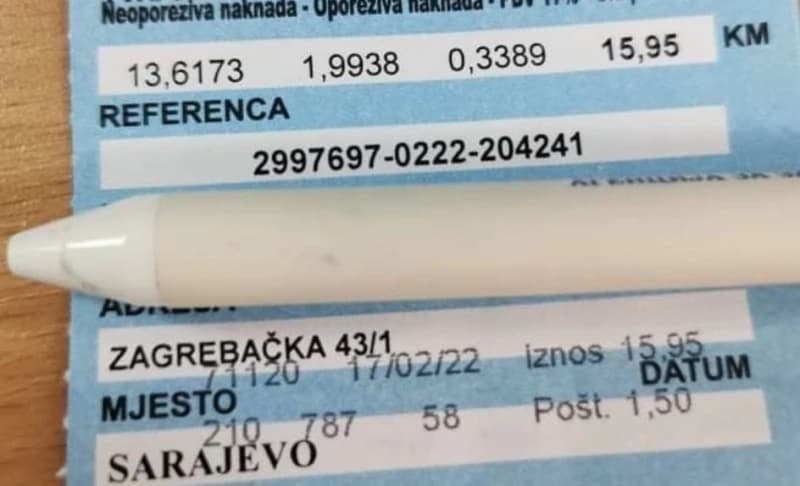 Neoporeziva naknada - Oporeziva naknada - PDV 17%
13,6173 1,9938 0,3389 15,95 KM
REFERENCA
2997697-0222-204241
ADRESA
ZAGREBAČKA 43/1
71120 17/02/22 iznos 15,95
MJESTO DATUM
210 787 58 Pošt. 1,50
SARAJEVO